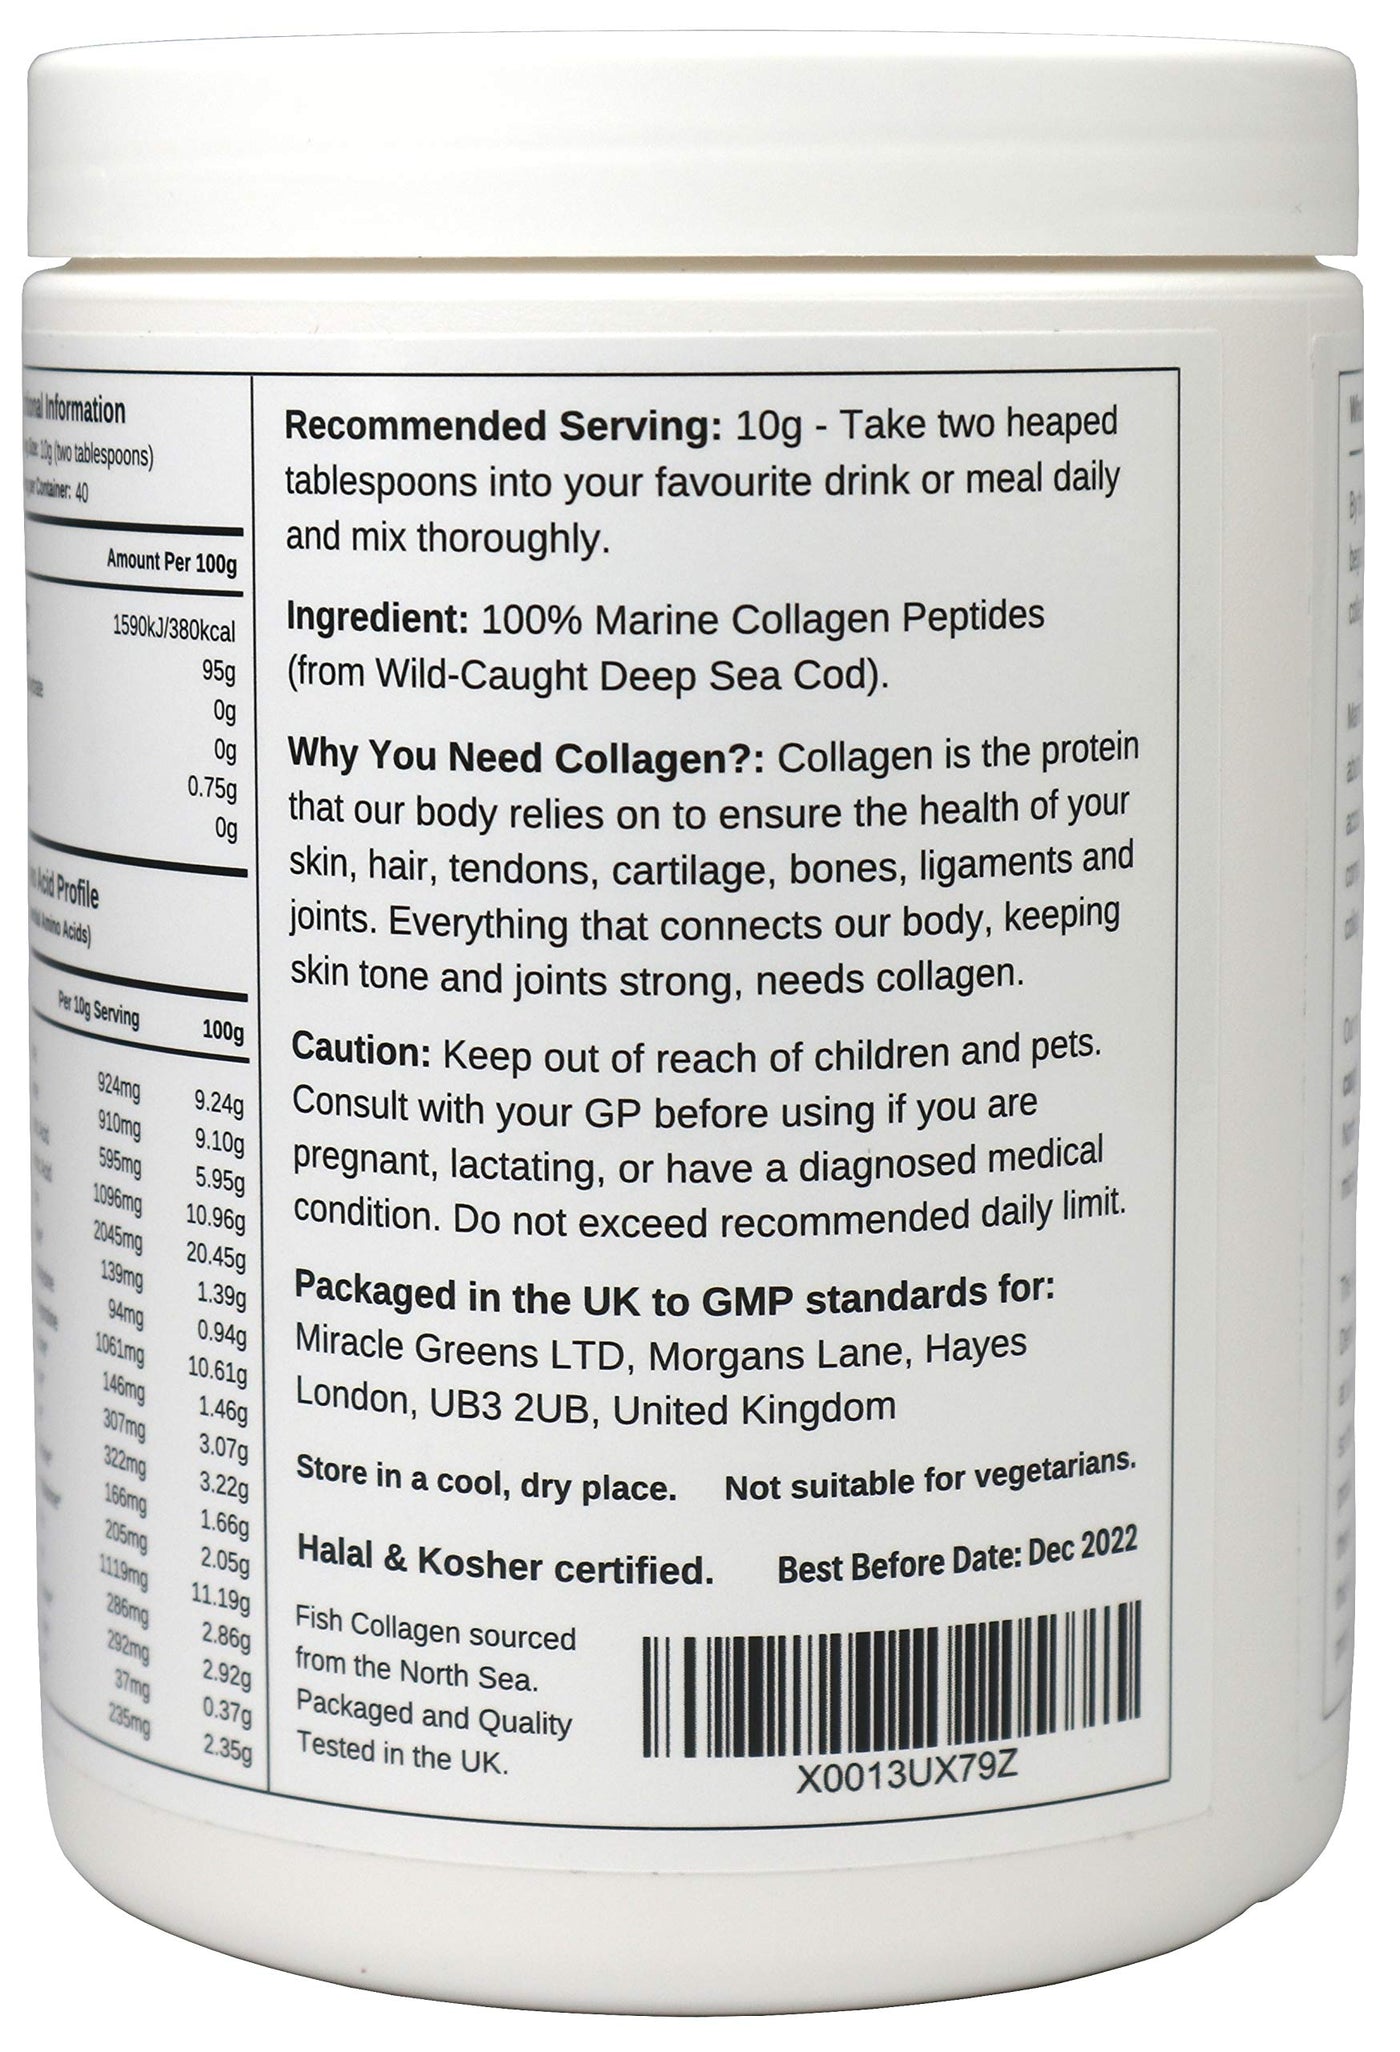 Information
10g (two tablespoons)
Container: 40
Amount Per 100g
1590kJ/380kcal
95g
0g
0g
0.75g
0g
Acid Profile
Amino Acids)
Per 10g Serving 100g
924mg 9.24g
910mg 9.10g
595mg 5.95g
1096mg 10.96g
2045mg 20.45g
139mg 1.39g
94mg 0.94g
1061mg 10.61g
146mg 1.46g
307mg 3.07g
322mg 3.22g
166mg 1.66g
205mg 2.05g
1119mg 11.19g
286mg 2.86g
292mg 2.92g
37mg 0.37g
235mg 2.35g
Recommended Serving: 10g - Take two heaped
tablespoons into your favourite drink or meal daily
and mix thoroughly.
Ingredient: 100% Marine Collagen Peptides
(from Wild-Caught Deep Sea Cod).
Why You Need Collagen?: Collagen is the protein
that our body relies on to ensure the health of your
skin, hair, tendons, cartilage, bones, ligaments and
joints. Everything that connects our body, keeping
skin tone and joints strong, needs collagen.
Caution: Keep out of reach of children and pets.
Consult with your GP before using if you are
pregnant, lactating, or have a diagnosed medical
condition. Do not exceed recommended daily limit.
Packaged in the UK to GMP standards for:
Miracle Greens LTD, Morgans Lane, Hayes
London, UB3 2UB, United Kingdom
Store in a cool, dry place. Not suitable for vegetarians.
Halal & Kosher certified. Best Before Date: Dec 2022
Fish Collagen sourced
from the North Sea.
Packaged and Quality
Tested in the UK.
X0013UX79Z